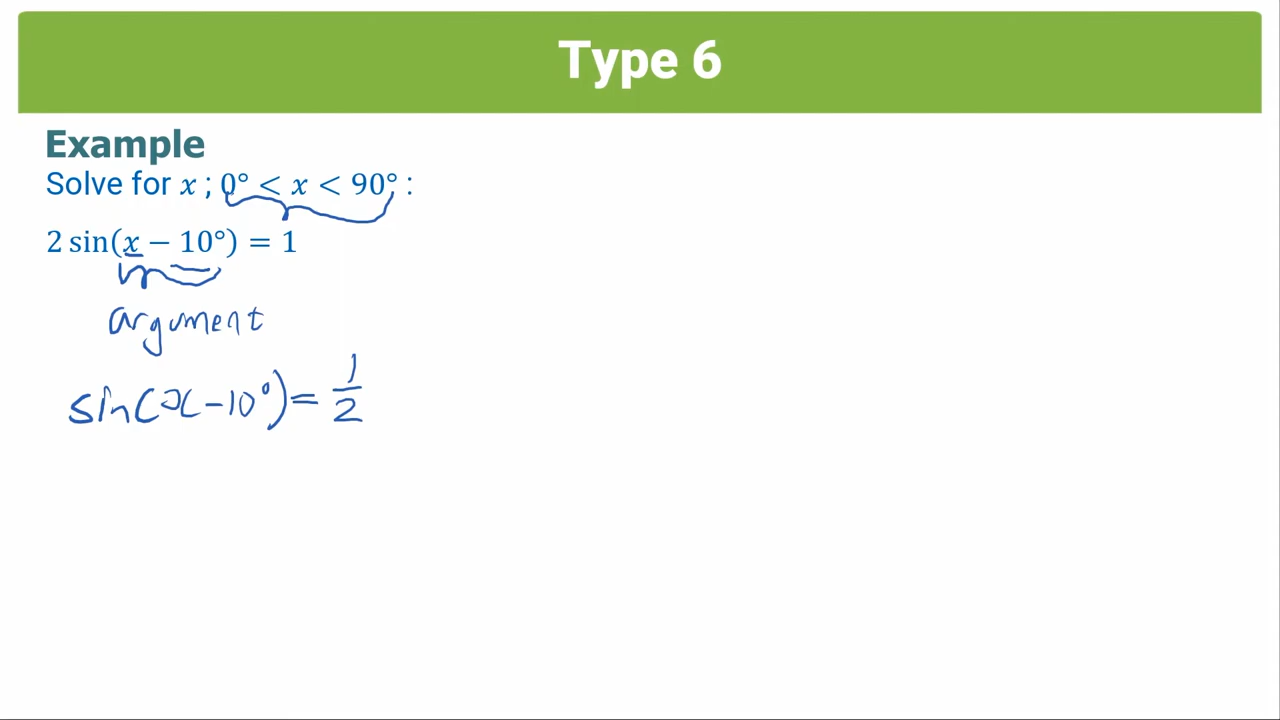 Type 6
Example
Solve for x ; 0° < x < 90° :
2 sin(x − 10°) = 1
argument
sin(x − 10°) = 1/2